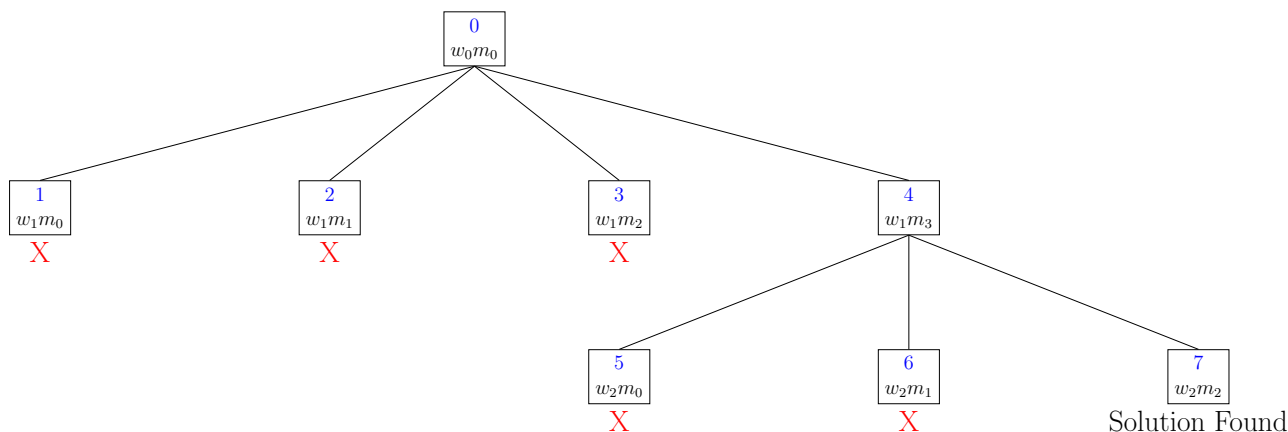 0
w₀m₀
1
w₁m₀
X
2
w₁m₁
X
3
w₁m₂
X
4
w₁m₃
5
w₂m₀
X
6
w₂m₁
X
7
w₂m₂
Solution Found